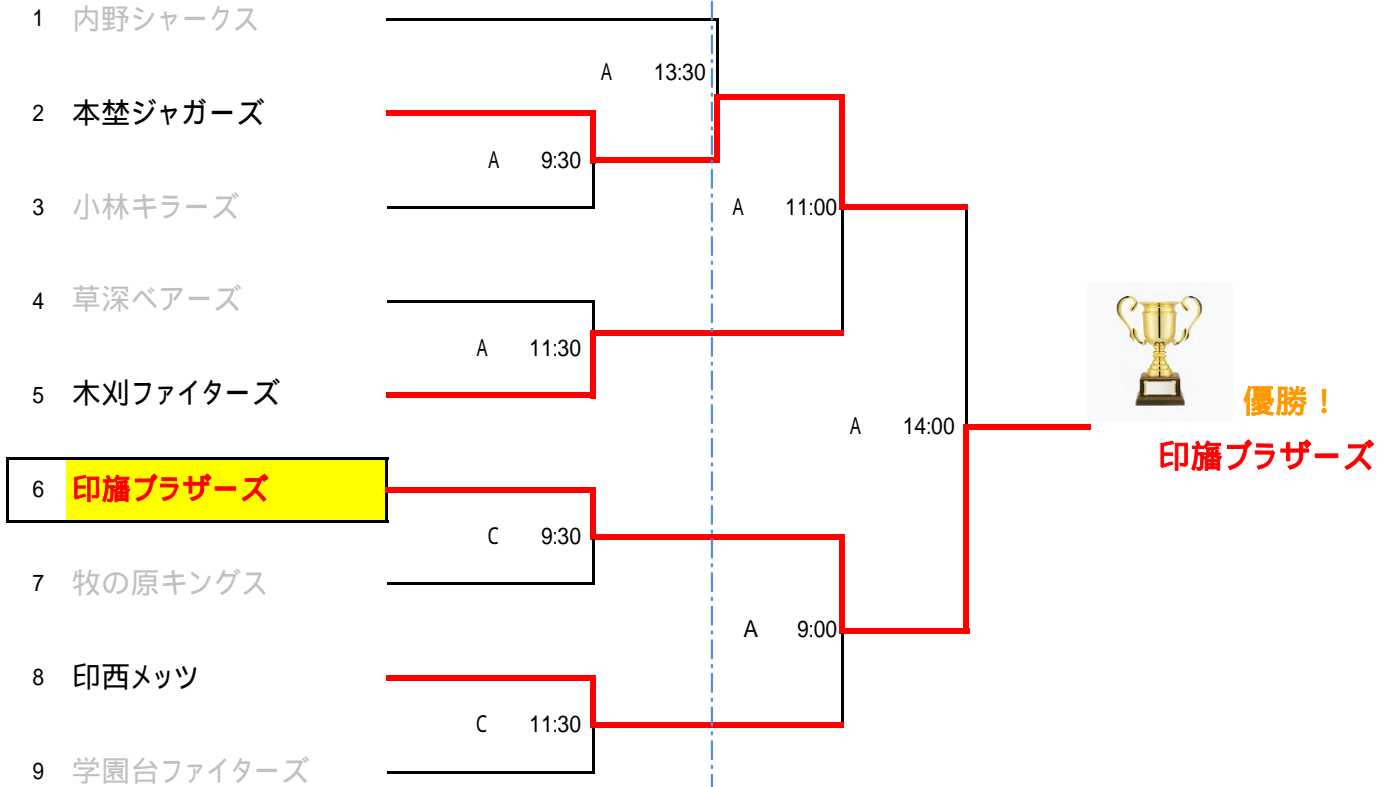 1 内野シャークス
A 13:30
2 本埜ジャガーズ
A 9:30
3 小林キラーズ
A 11:00
4 草深ベアーズ
A 11:30
5 木刈ファイターズ
優勝！
A 14:00
印旛ブラザーズ
6 印旛ブラザーズ
C 9:30
7 牧の原キングス
A 9:00
8 印西メッツ
C 11:30
9 学園台ファイターズ